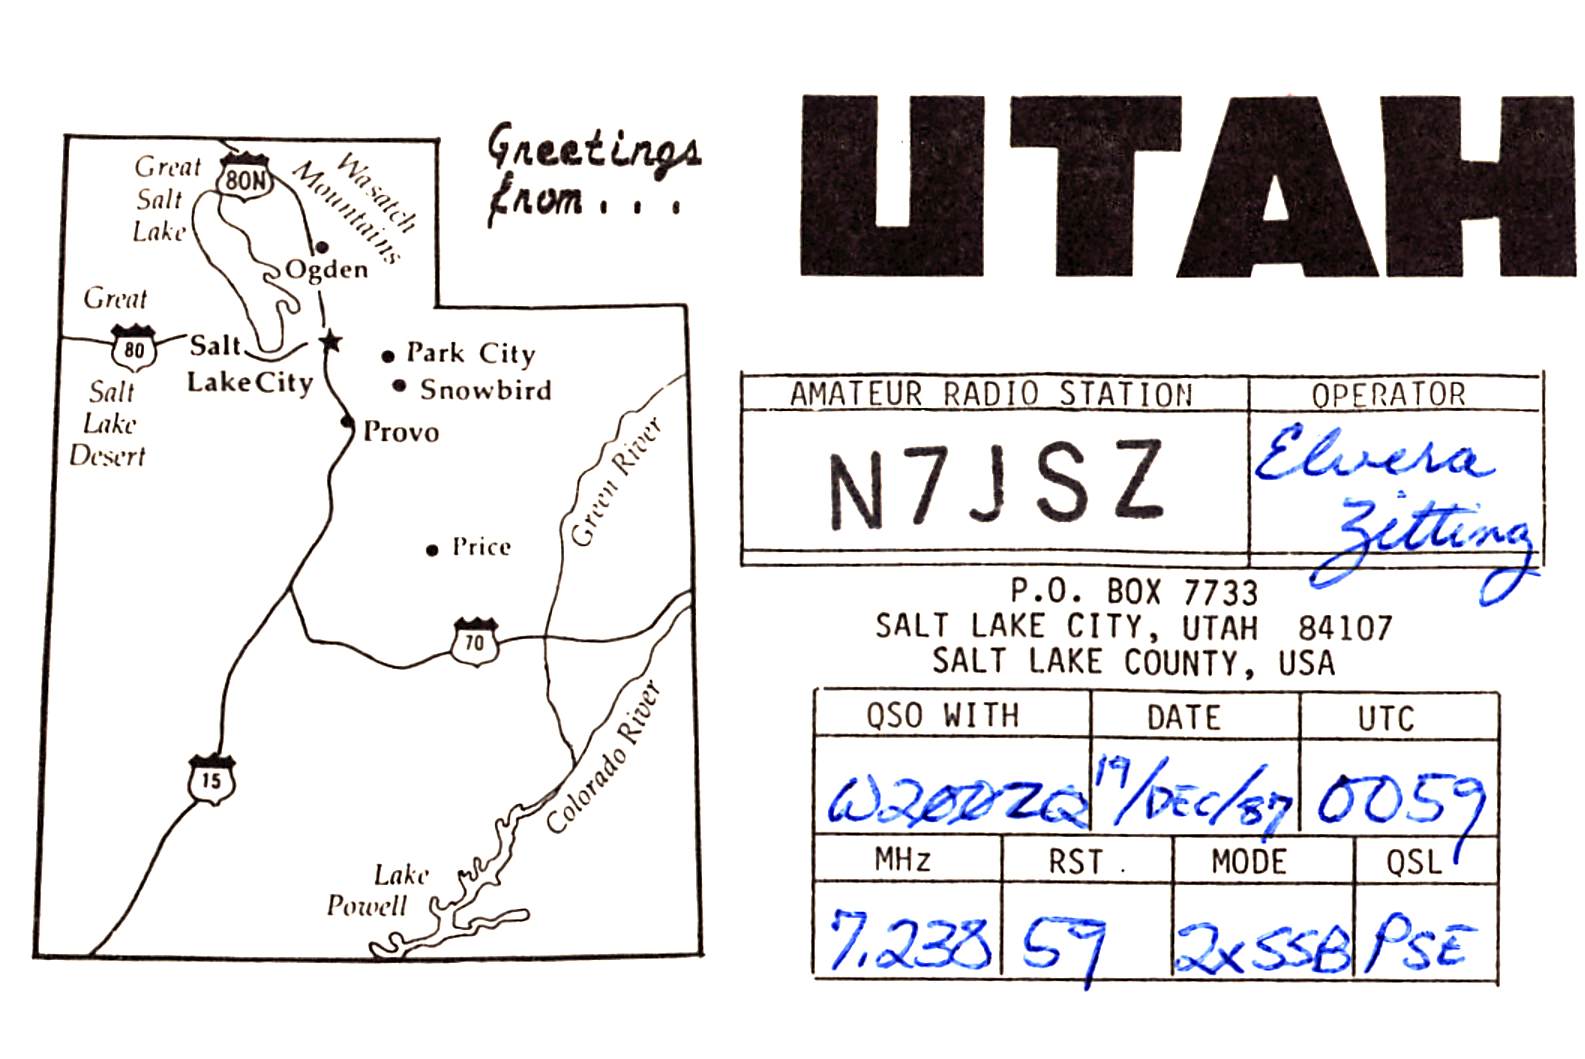 Greetings
from . . .
UTAH
Great
Salt
Lake
80N
Wasatch
Mountains
Ogden
Great
80
Salt
Lake
Desert
Salt
Lake City
Park City
Snowbird
Provo
Green River
Price
70
15
Colorado River
Lake
Powell
AMATEUR RADIO STATION OPERATOR
N7JSZ Elvera
Zitting
P.O. BOX 7733
SALT LAKE CITY, UTAH 84107
SALT LAKE COUNTY, USA
QSO WITH DATE UTC
19/DEC/87 0059
MHz RST. MODE QSL
7.238 59 2xSSB PSE